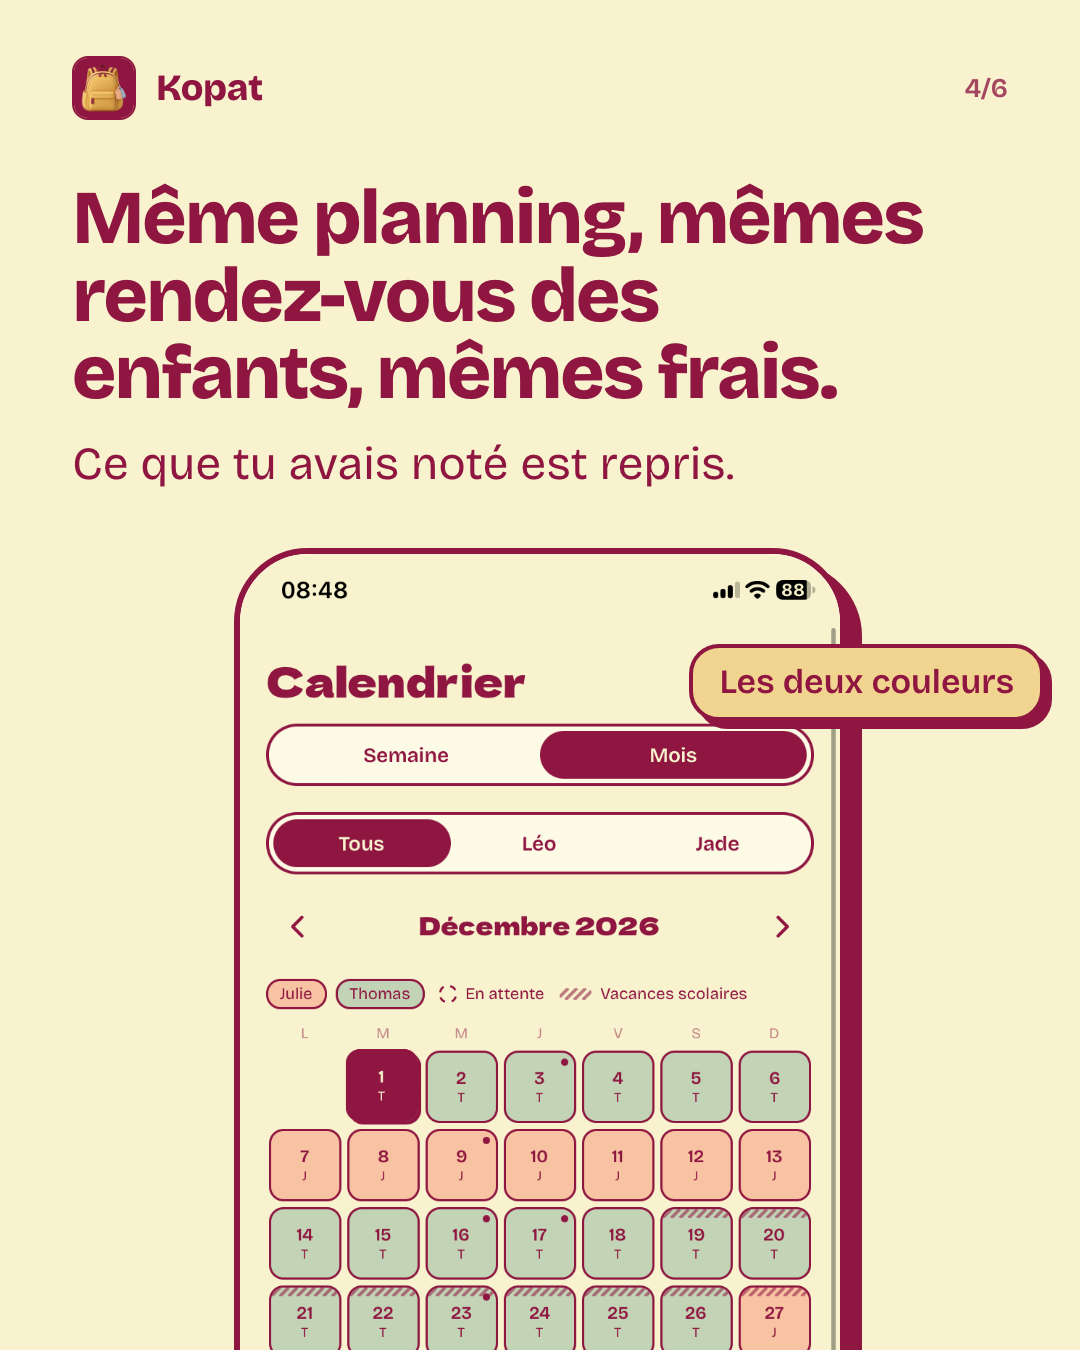 Kopat
4/6
Même planning, mêmes
rendez-vous des
enfants, mêmes frais.
Ce que tu avais noté est repris.
08:48
88
Calendrier
Les deux couleurs
Semaine Mois
Tous Léo Jade
Décembre 2026
Julie Thomas En attente Vacances scolaires
L M M J V S D
1 2 3 4 5 6
T T T T T T
7 8 9 10 11 12 13
J J J J J J J
14 15 16 17 18 19 20
T T T T T T T
21 22 23 24 25 26 27
T T T T T T J